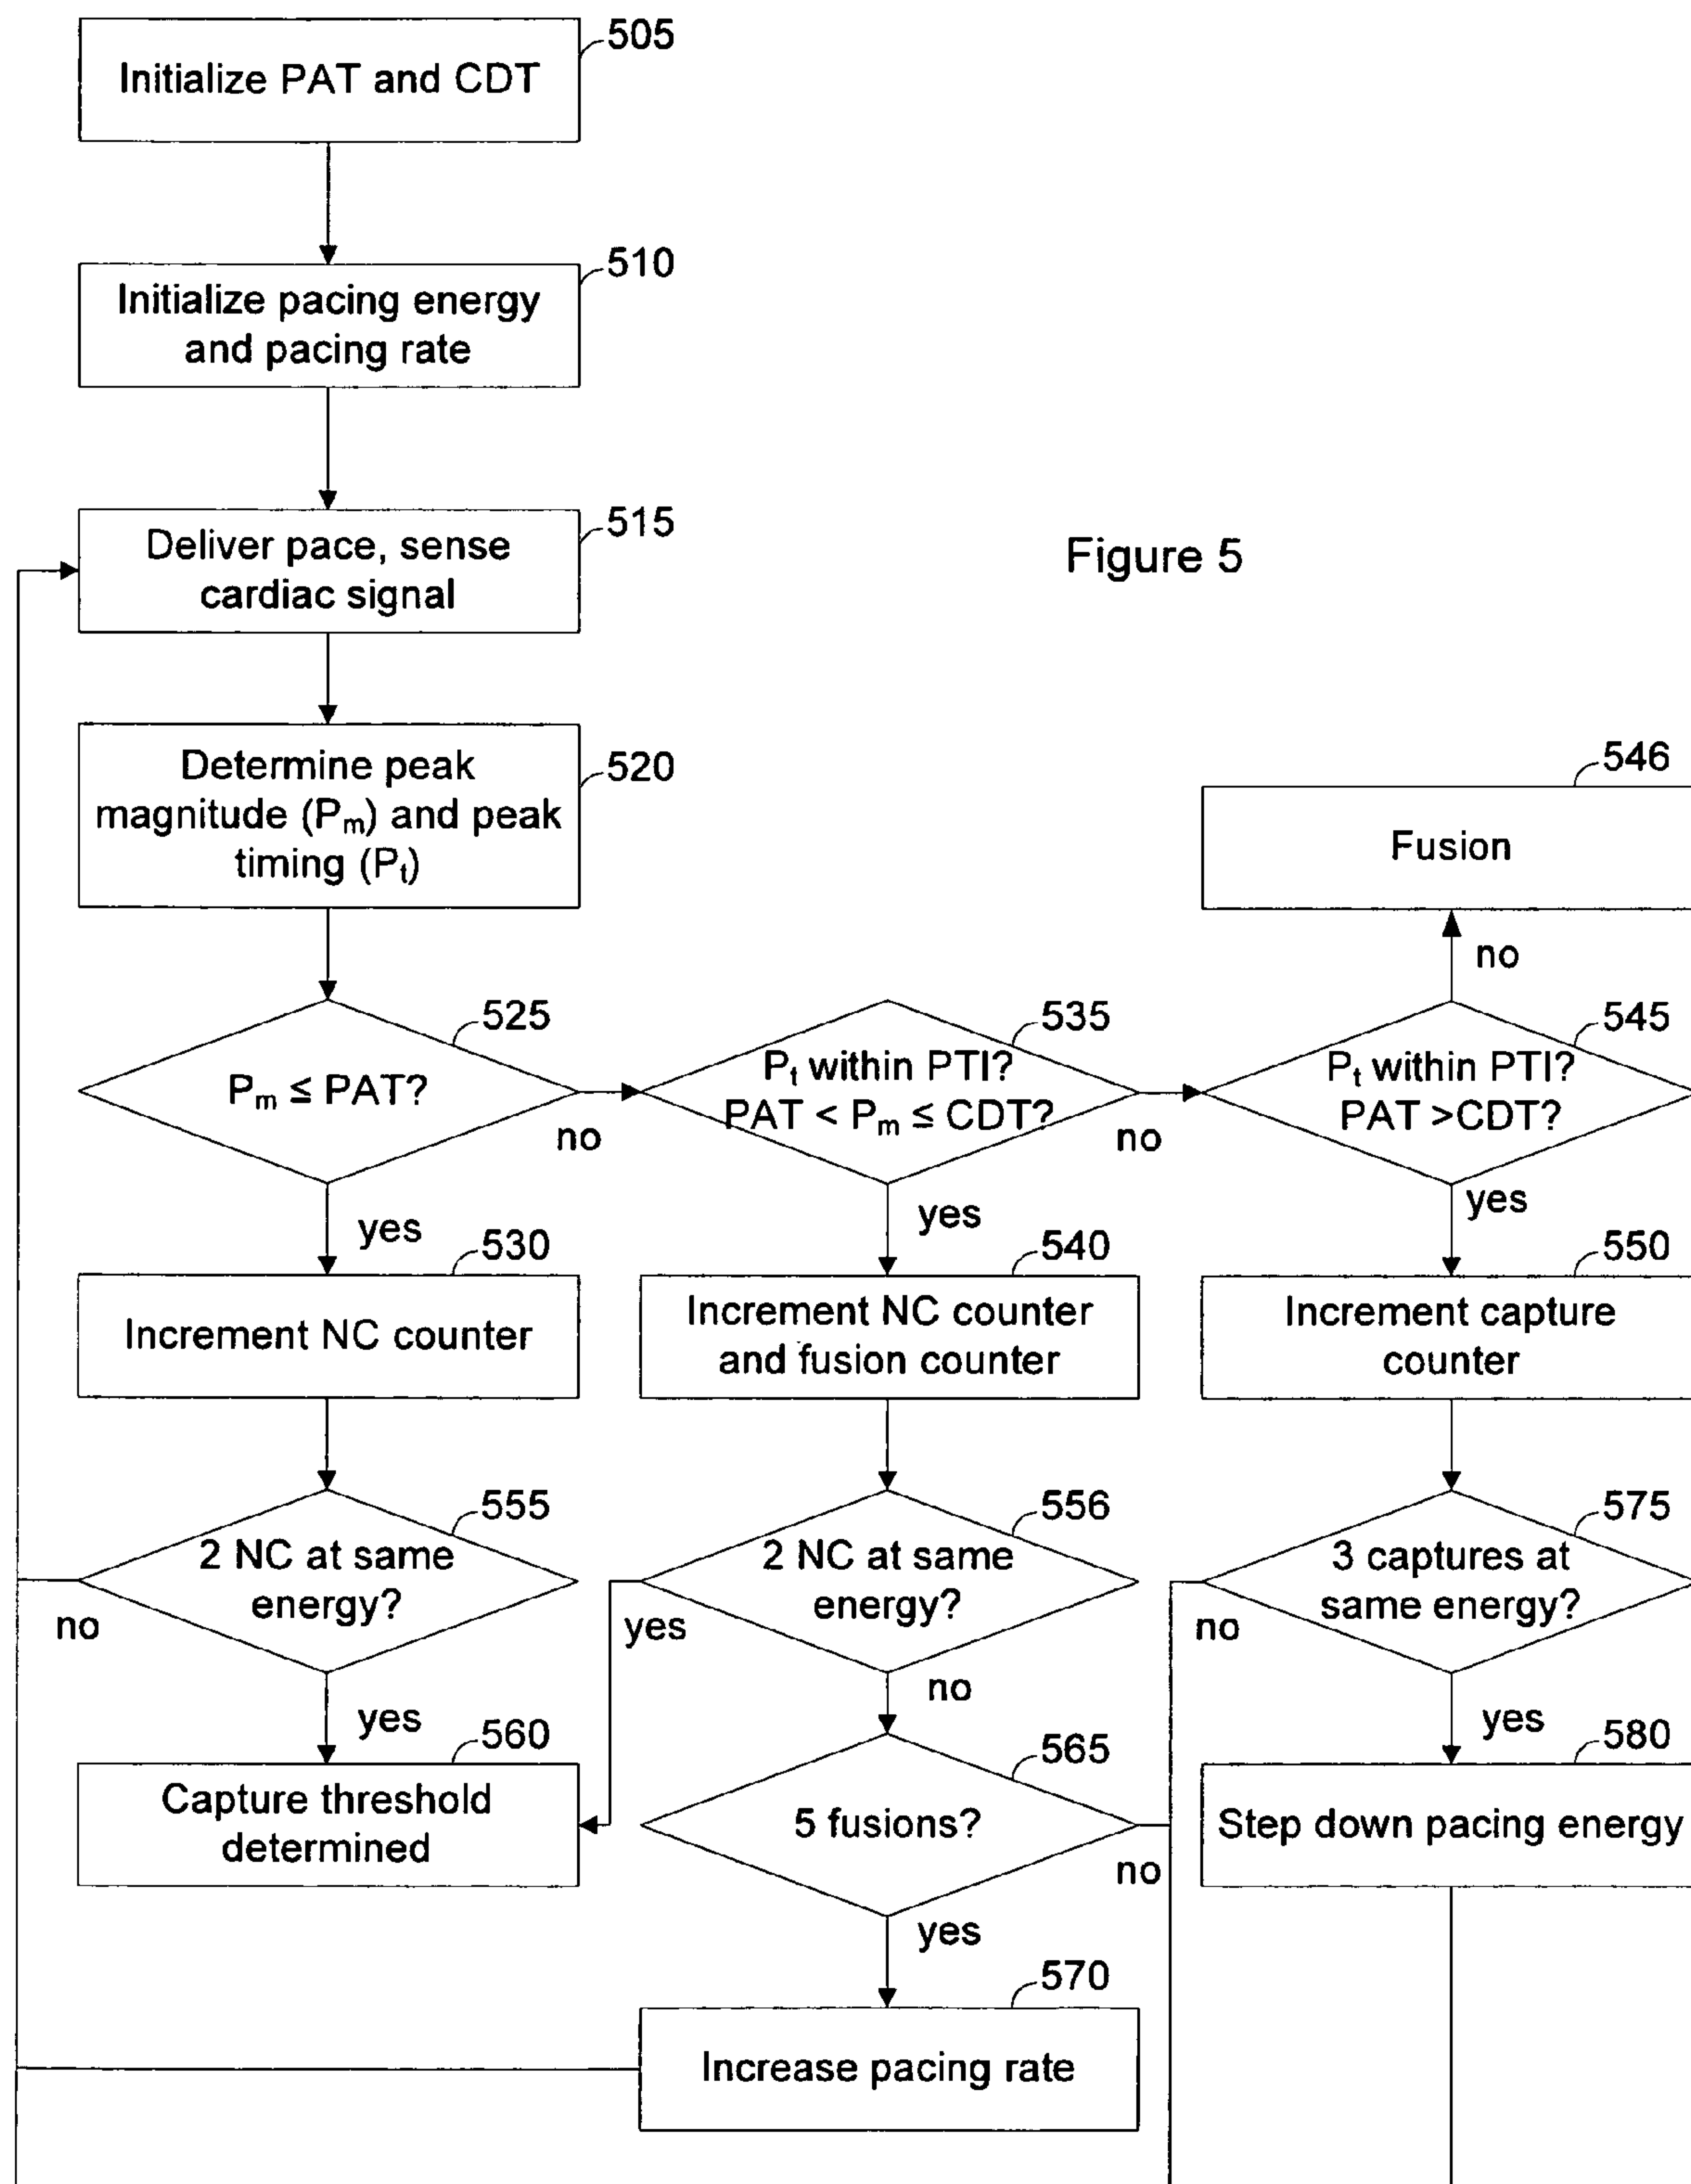 505
Initialize PAT and CDT
510
Initialize pacing energy
and pacing rate
515
Deliver pace, sense
cardiac signal
Figure 5
520
Determine peak
magnitude (Pm) and peak
timing (Pt)
546
Fusion
no
525
Pm ≤ PAT?
no
yes
535
Pt within PTI?
PAT < Pm ≤ CDT?
no
yes
545
Pt within PTI?
PAT >CDT?
yes
530
Increment NC counter
540
Increment NC counter
and fusion counter
550
Increment capture
counter
555
2 NC at same
energy?
no
yes
556
2 NC at same
energy?
yes
no
575
3 captures at
same energy?
no
yes
560
Capture threshold
determined
565
5 fusions?
no
yes
580
Step down pacing energy
570
Increase pacing rate